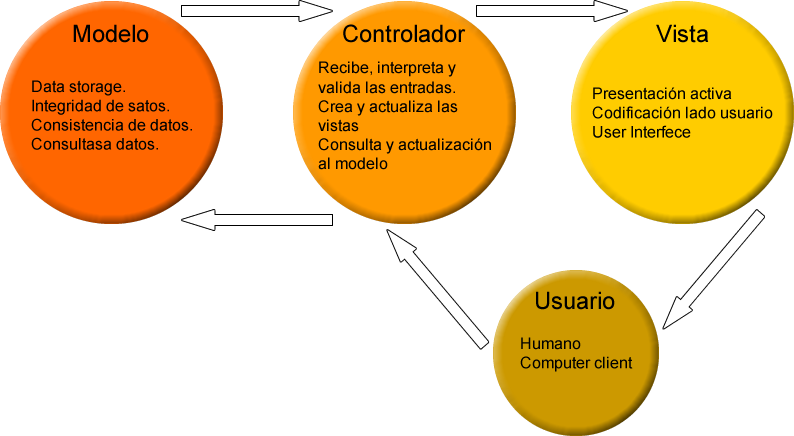 Modelo
Data storage.
Integridad de satos.
Consistencia de datos.
Consultasa datos.
Controlador
Recibe, interpreta y
valida las entradas.
Crea y actualiza las
vistas
Consulta y actualización
al modelo
Vista
Presentación activa
Codificación lado usuario
User Interfece
Usuario
Humano
Computer client